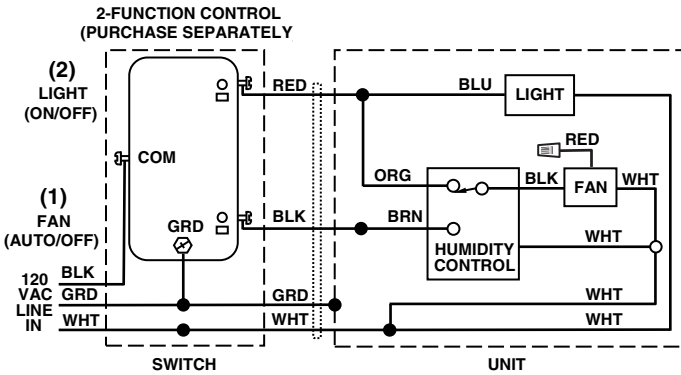 2-FUNCTION CONTROL
(PURCHASE SEPARATELY
(2)
LIGHT
(ON/OFF)
RED
BLU
LIGHT
COM
RED
ORG
BLK
FAN
WHT
(1)
FAN
(AUTO/OFF)
GRD
BLK
BRN
HUMIDITY
CONTROL
WHT
120
VAC
LINE
IN
BLK
GRD
WHT
GRD
WHT
WHT
WHT
SWITCH
UNIT